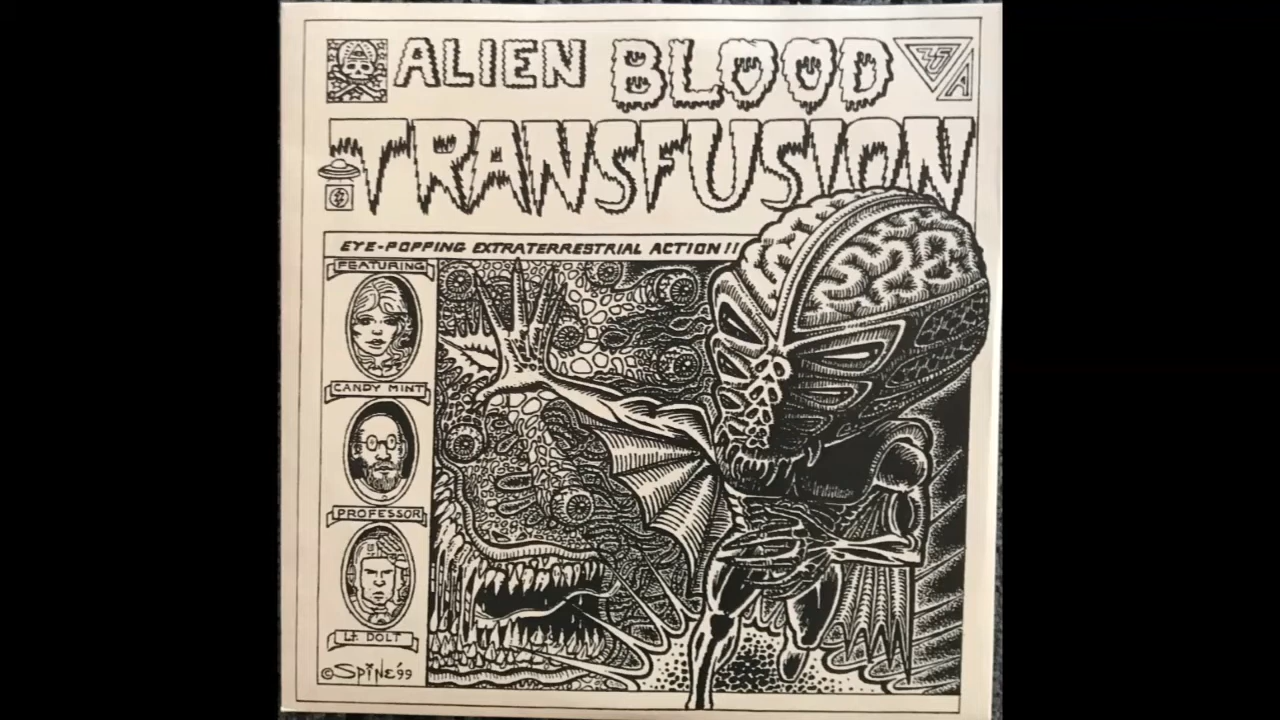 ALIEN BLOOD
TRANSFUSION
EYE-POPPING EXTRATERRESTRIAL ACTION!!
FEATURING
CANDY MINT
PROFESSOR
LT. DOLT
©SPINE '99